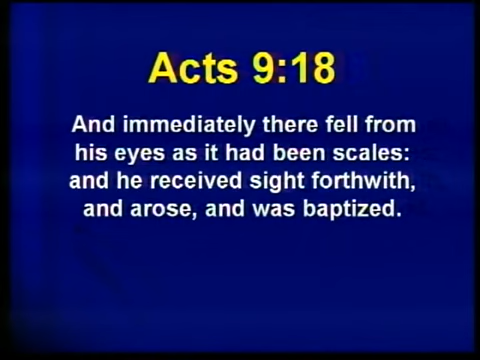 Acts 9:18
And immediately there fell from
his eyes as it had been scales:
and he received sight forthwith,
and arose, and was baptized.